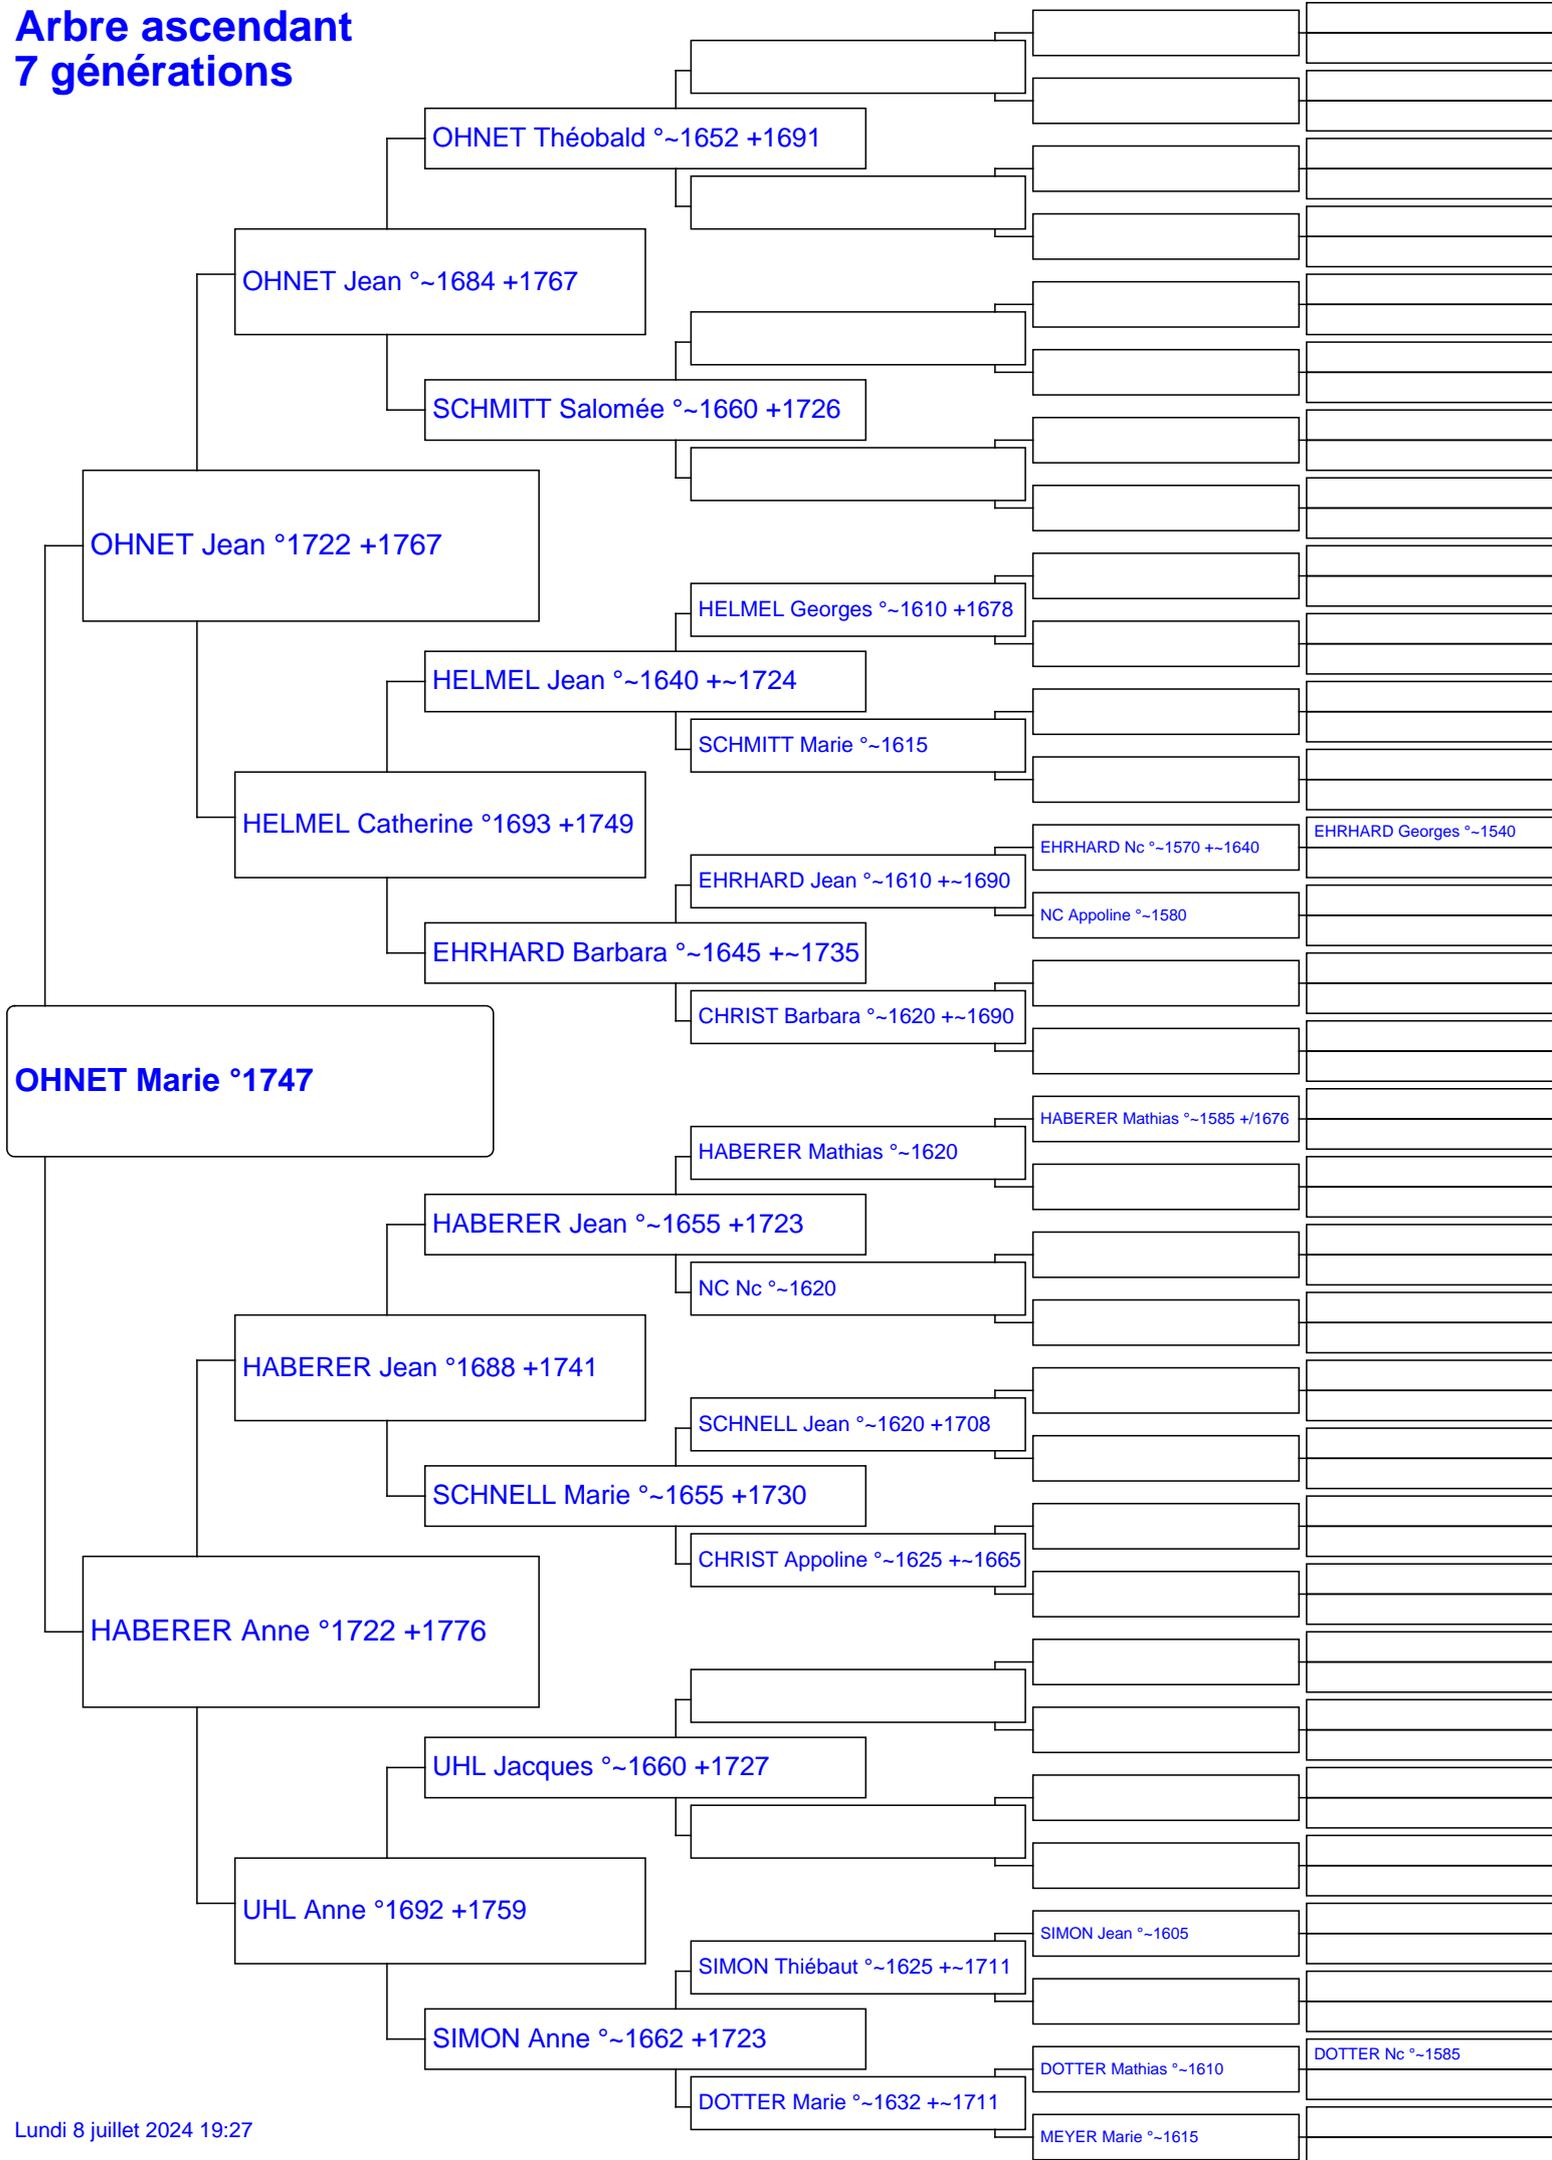 Arbre ascendant
7 générations
OHNET Théobald °~1652 +1691
OHNET Jean °~1684 +1767
SCHMITT Salomée °~1660 +1726
OHNET Jean °1722 +1767
HELMEL Georges °~1610 +1678
HELMEL Jean °~1640 +~1724
SCHMITT Marie °~1615
HELMEL Catherine °1693 +1749
EHRHARD Georges °~1540
EHRHARD Nc °~1570 +~1640
EHRHARD Jean °~1610 +~1690
NC Appoline °~1580
EHRHARD Barbara °~1645 +~1735
CHRIST Barbara °~1620 +~1690
OHNET Marie °1747
HABERER Mathias °~1585 +/1676
HABERER Mathias °~1620
HABERER Jean °~1655 +1723
NC Nc °~1620
HABERER Jean °1688 +1741
SCHNELL Jean °~1620 +1708
SCHNELL Marie °~1655 +1730
CHRIST Appoline °~1625 +~1665
HABERER Anne °1722 +1776
UHL Jacques °~1660 +1727
UHL Anne °1692 +1759
SIMON Jean °~1605
SIMON Thiébaut °~1625 +~1711
SIMON Anne °~1662 +1723
DOTTER Nc °~1585
DOTTER Mathias °~1610
DOTTER Marie °~1632 +~1711
MEYER Marie °~1615
Lundi 8 juillet 2024 19:27